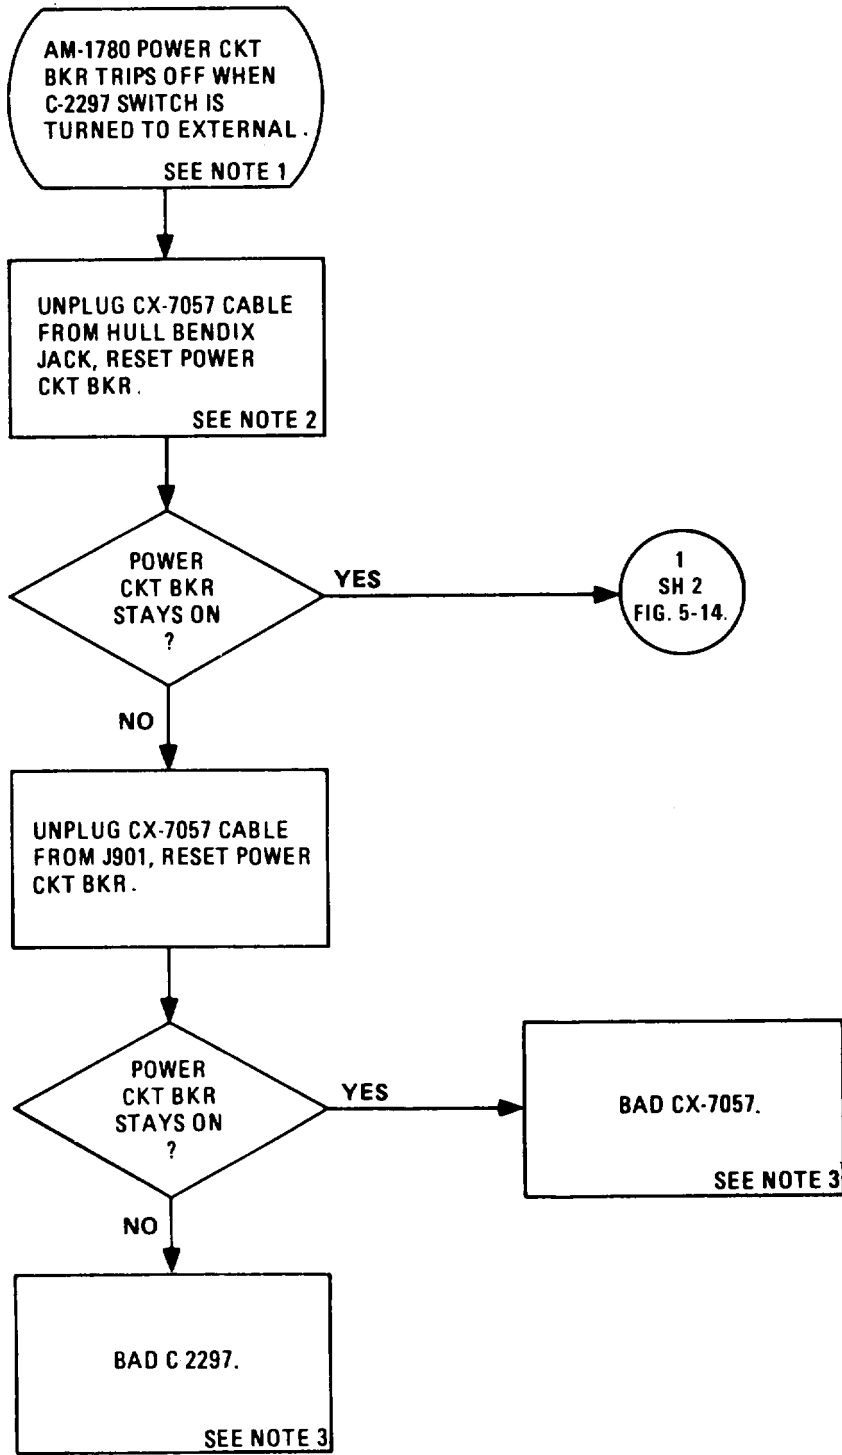 AM-1780 POWER CKT
BKR TRIPS OFF WHEN
C-2297 SWITCH IS
TURNED TO EXTERNAL.
SEE NOTE 1
UNPLUG CX-7057 CABLE
FROM HULL BENDIX
JACK, RESET POWER
CKT BKR.
SEE NOTE 2
POWER
CKT BKR
STAYS ON
?
YES
1
SH 2
FIG. 5-14.
NO
UNPLUG CX-7057 CABLE
FROM J901, RESET POWER
CKT BKR.
POWER
CKT BKR
STAYS ON
?
YES
BAD CX-7057.
SEE NOTE 3
NO
BAD C 2297.
SEE NOTE 3